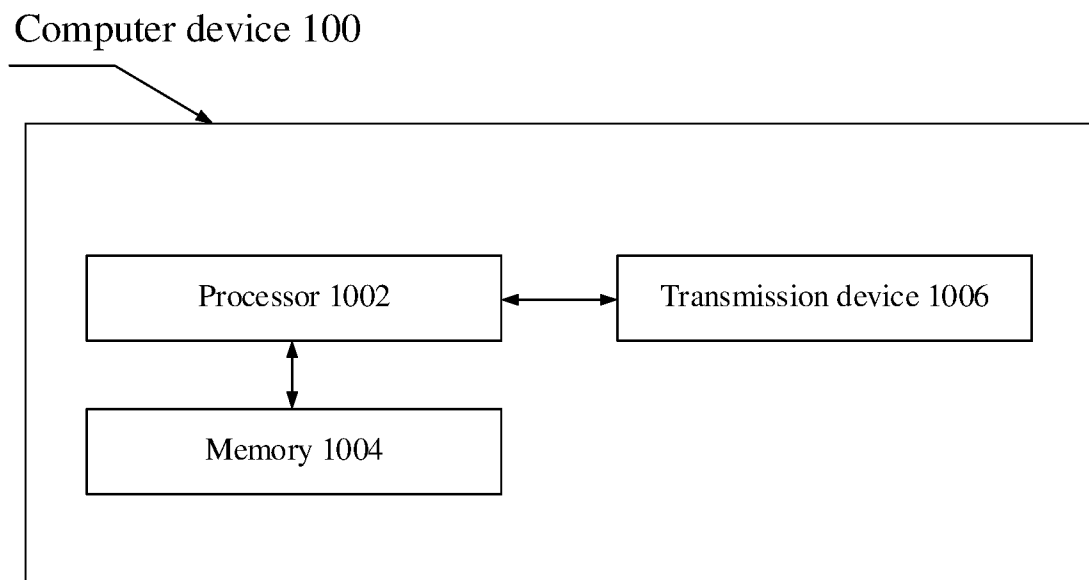 Computer device 100
Processor 1002
Transmission device 1006
Memory 1004